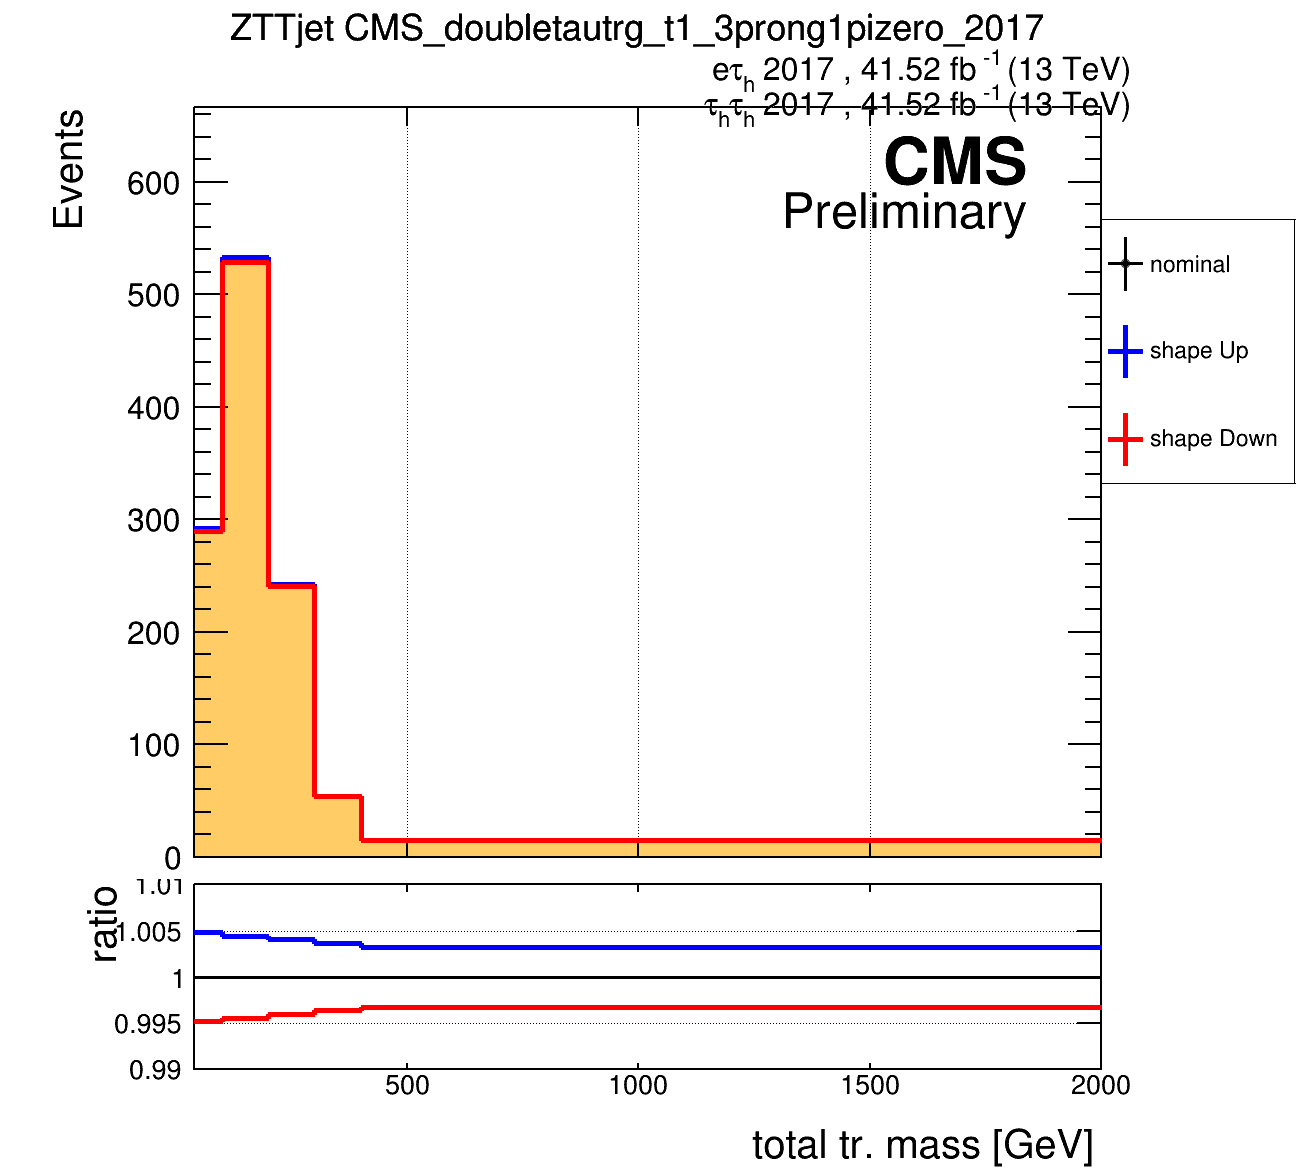 ZTTjet CMS_doubletautrg_t1_3prong1pizero_2017
eτh 2017 , 41.52 fb -1 (13 TeV)
τhτh 2017 , 41.52 fb -1 (13 TeV)
CMS
Preliminary
Events
600
500
400
300
200
100
0
nominal
shape Up
shape Down
ratio
1.01
1.005
1
0.995
0.99
500 1000 1500 2000
total tr. mass [GeV]